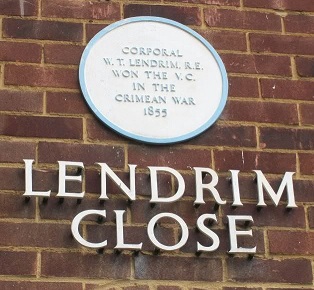 CORPORAL
W. T. LENDRIM, R.E.
WON THE V.C.
IN THE
CRIMEAN WAR
1855
LENDRIM
CLOSE